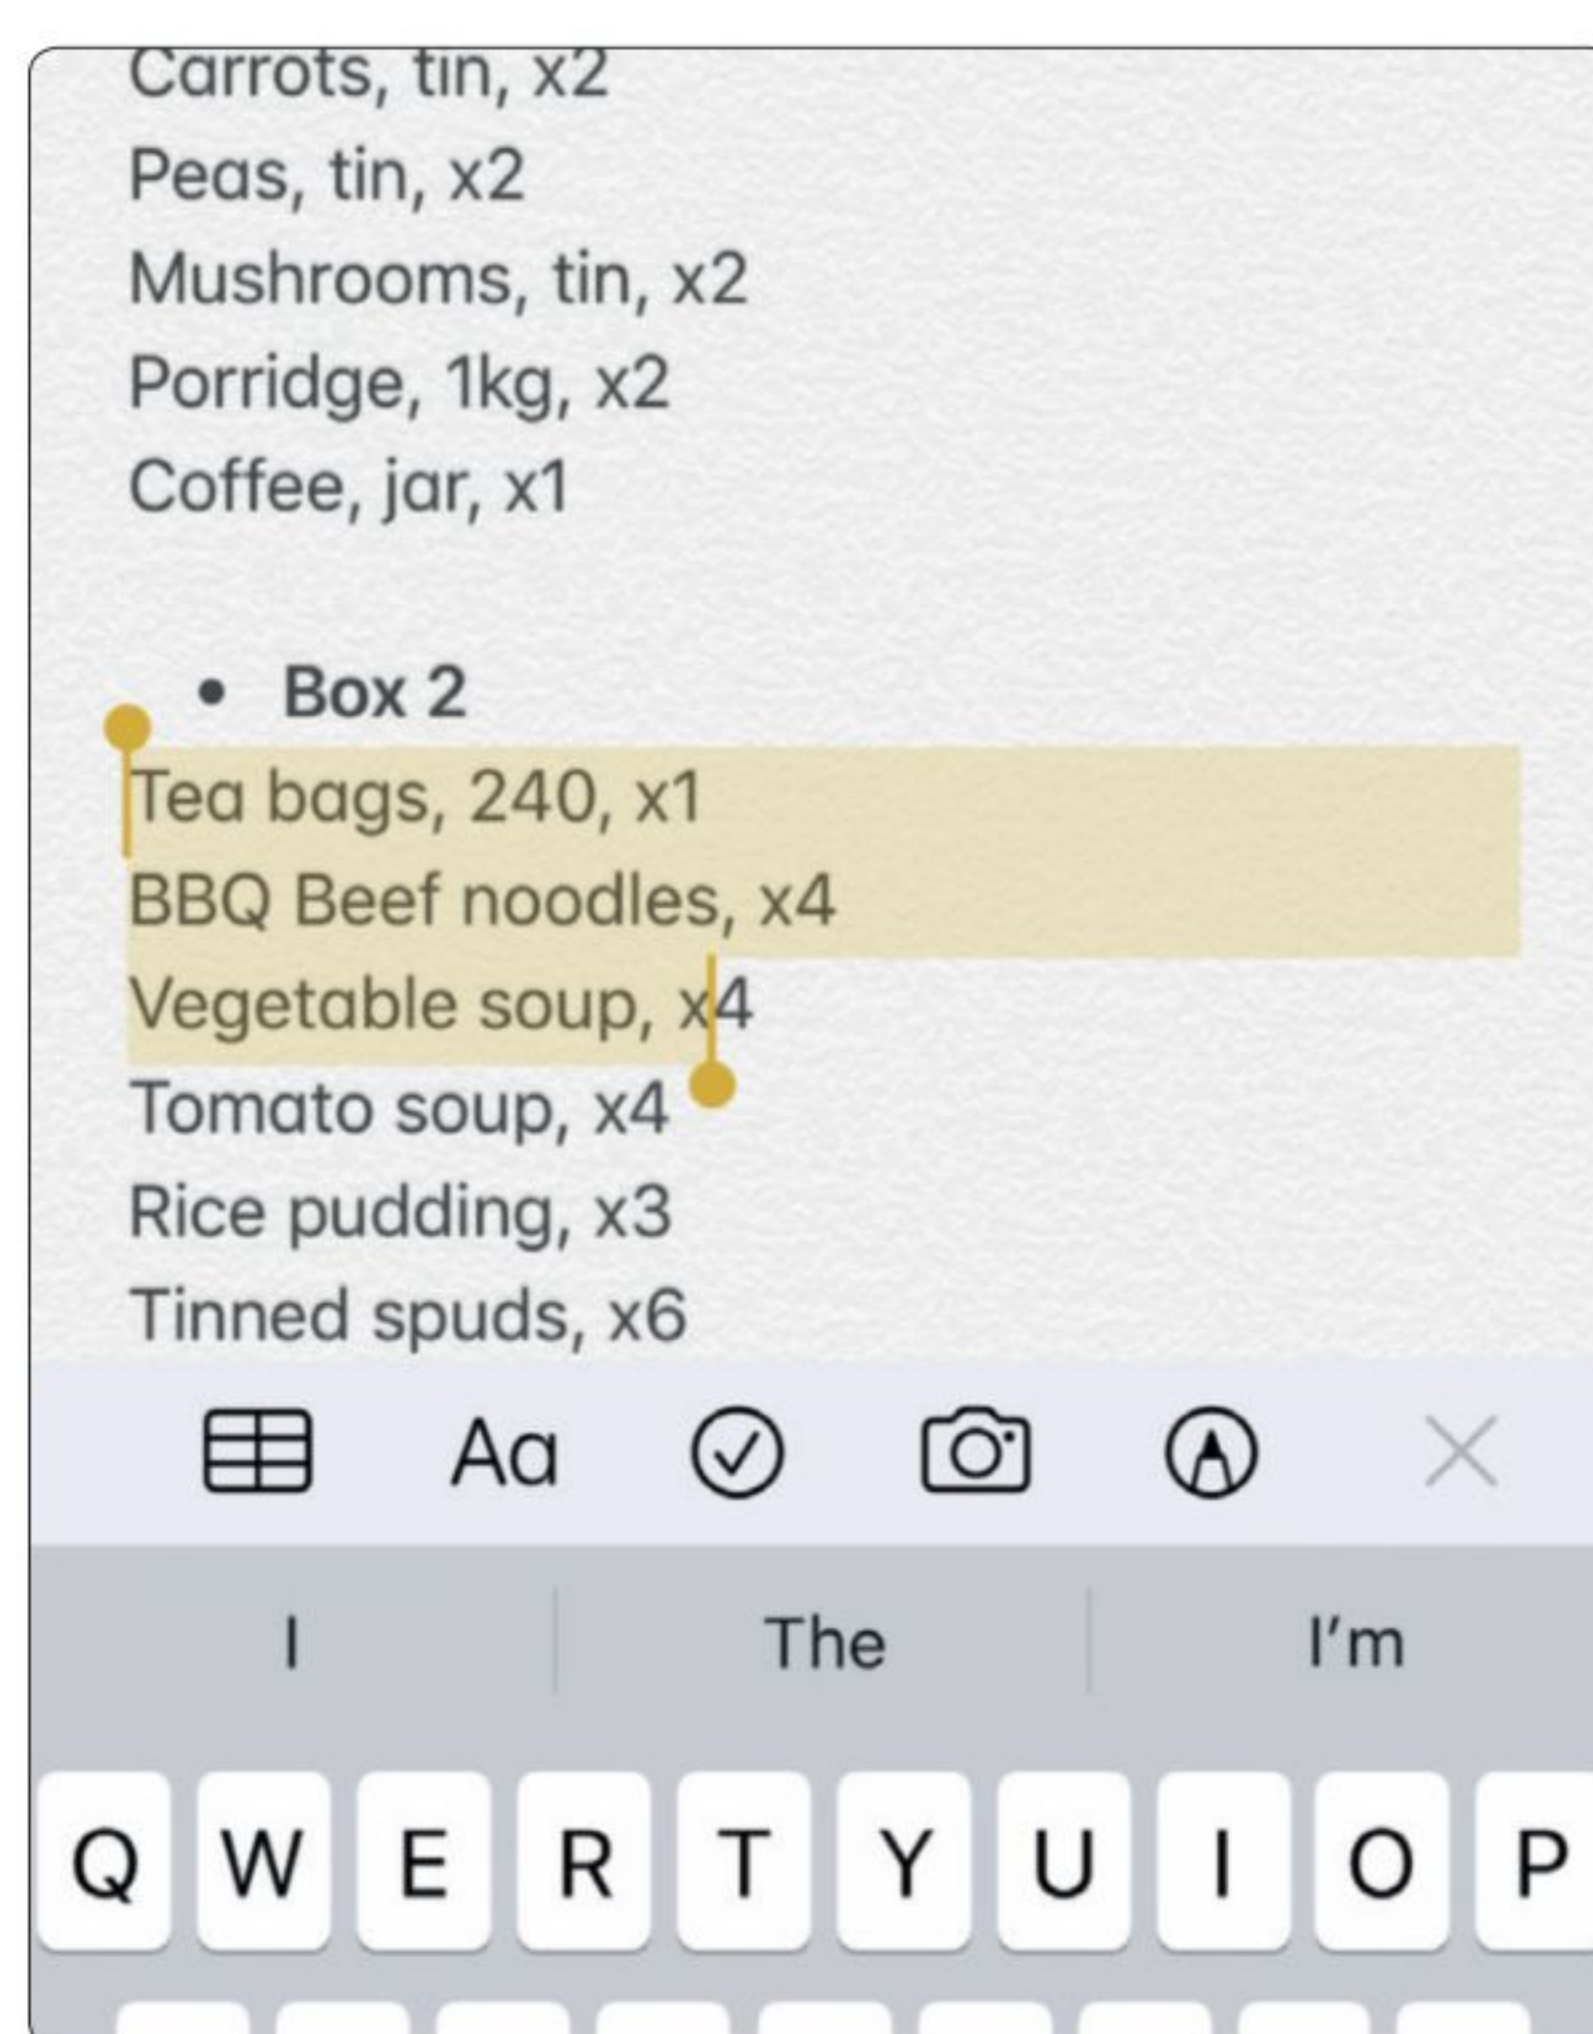 Carrots, tin, x2
Peas, tin, x2
Mushrooms, tin, x2
Porridge, 1kg, x2
Coffee, jar, x1
• Box 2
Tea bags, 240, x1
BBQ Beef noodles, x4
Vegetable soup, x4
Tomato soup, x4
Rice pudding, x3
Tinned spuds, x6
Aa
I The I'm
Q W E R T Y U I O P